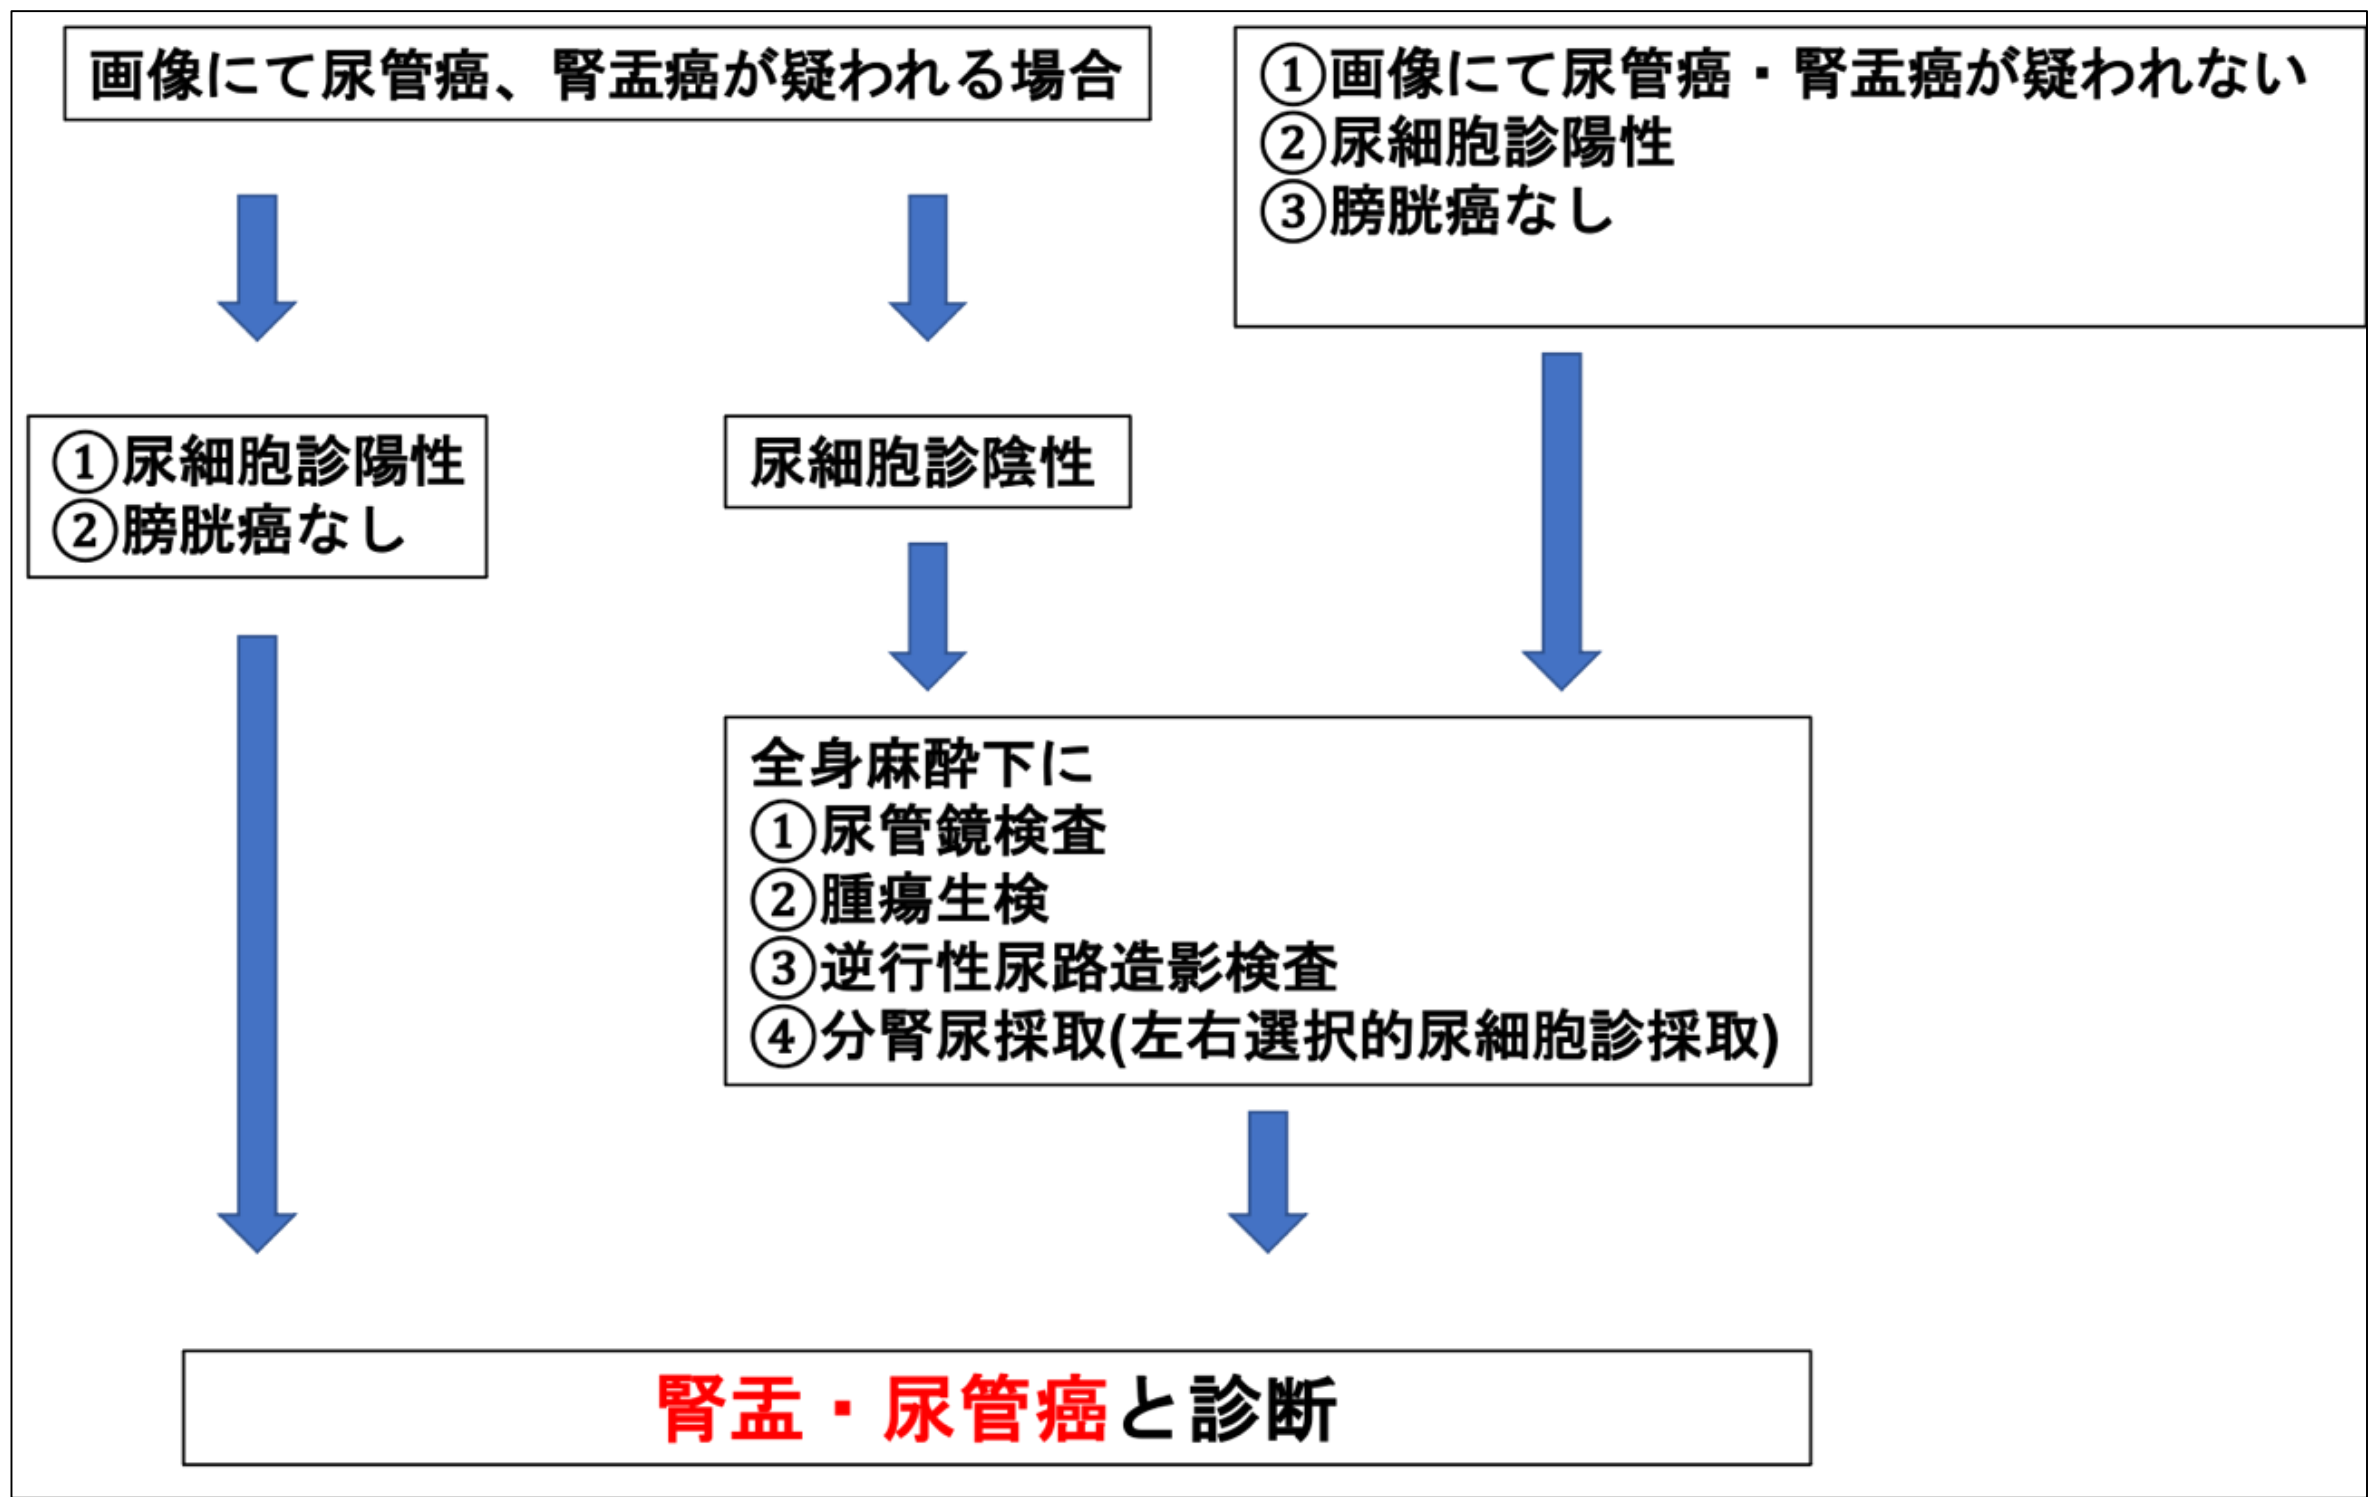 画像にて尿管癌、腎盂癌が疑われる場合
①画像にて尿管癌・腎盂癌が疑われない
②尿細胞診陽性
③膀胱癌なし
①尿細胞診陽性
②膀胱癌なし
尿細胞診陰性
全身麻酔下に
①尿管鏡検査
②腫瘍生検
③逆行性尿路造影検査
④分腎尿採取(左右選択的尿細胞診採取)
腎盂・尿管癌と診断